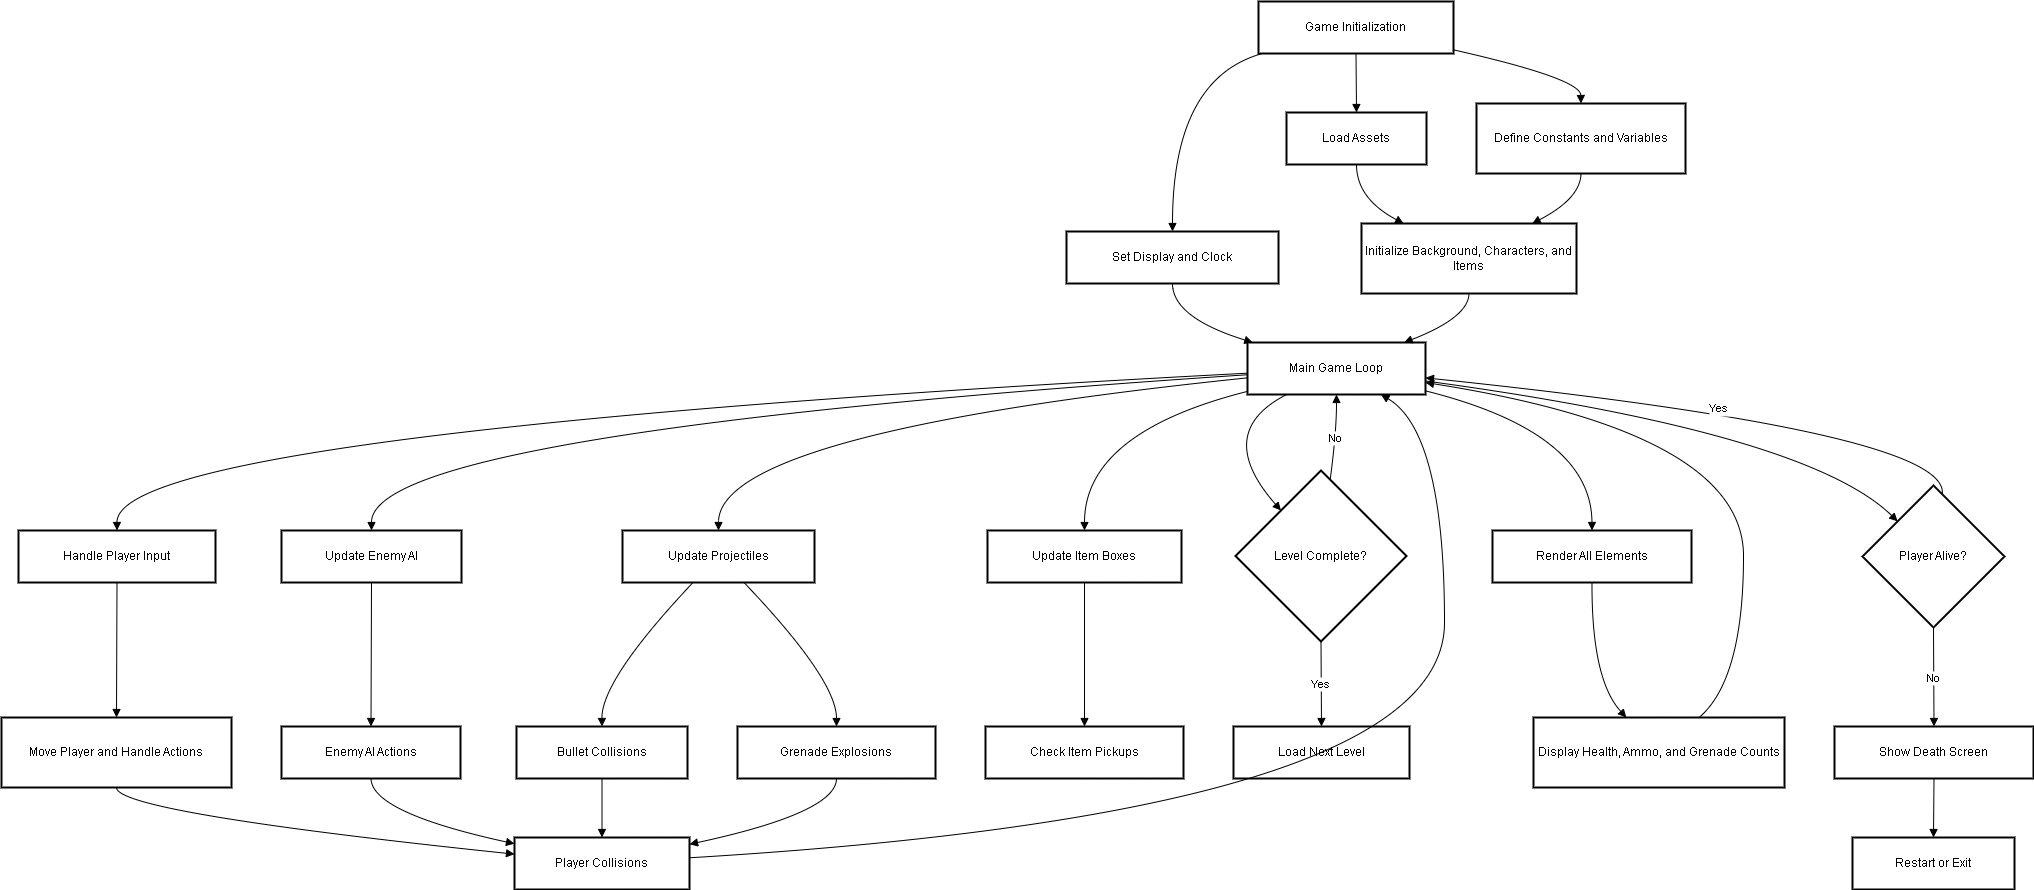 Game Initialization
Load Assets
Define Constants and Variables
Set Display and Clock
Initialize Background, Characters, and
Items
Main Game Loop
Yes
No
Handle Player Input
Update Enemy AI
Update Projectiles
Update Item Boxes
Level Complete?
Render All Elements
Player Alive?
Yes
No
Move Player and Handle Actions
Enemy AI Actions
Bullet Collisions
Grenade Explosions
Check Item Pickups
Load Next Level
Display Health, Ammo, and Grenade Counts
Show Death Screen
Player Collisions
Restart or Exit